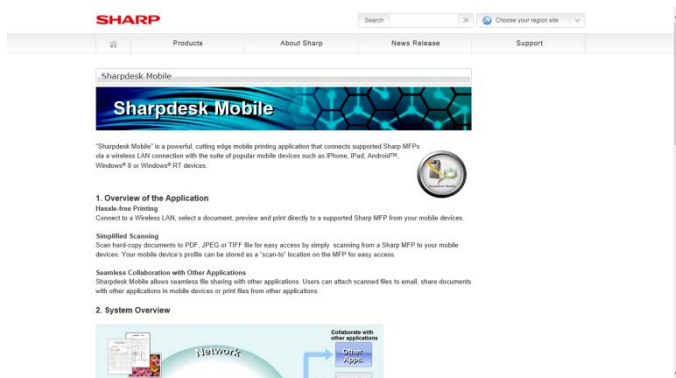 SHARP
Search
Choose your region site
Products
About Sharp
News Release
Support
Sharpdesk Mobile
Sharpdesk Mobile
"Sharpdesk Mobile" is a powerful, cutting edge mobile printing application that connects supported Sharp MFPs
via a wireless LAN connection with the suite of popular mobile devices such as iPhone, iPad, Android™,
Windows® 8 or Windows® RT devices.
1. Overview of the Application
Hassle-free Printing
Connect to a Wireless LAN, select a document, preview and print directly to a supported Sharp MFP from your mobile devices.
Simplified Scanning
Scan hard-copy documents to PDF, JPEG or TIFF file for easy access by simply scanning from a Sharp MFP to your mobile
devices. Your mobile device's profile can be stored as a "scan-to" location on the MFP for easy access.
Seamless Collaboration with Other Applications
Sharpdesk Mobile allows seamless file sharing with other applications. Users can attach scanned files to email, share documents
with other applications in mobile devices or print files from other applications
2. System Overview
Collaborate with
other applications
Network
Other
Apps.